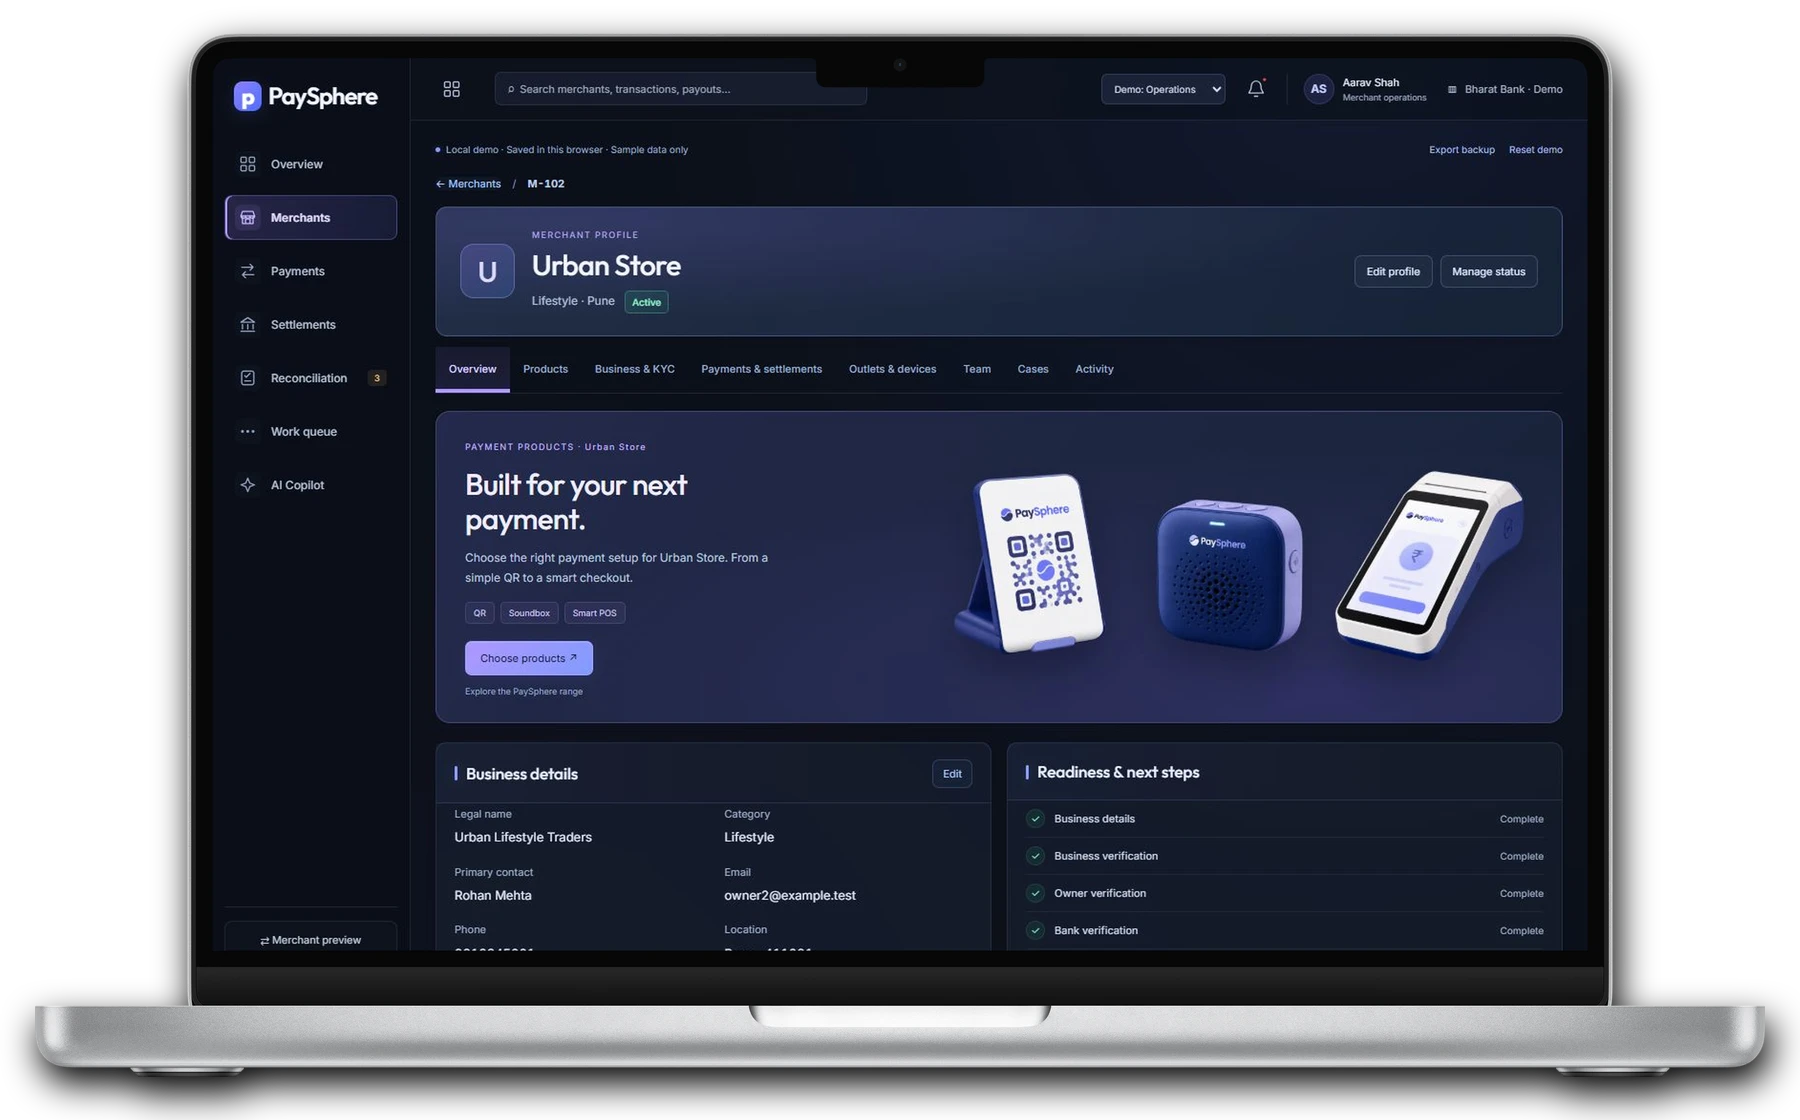 PaySphere
Overview
Merchants
Payments
Settlements
Reconciliation 3
Work queue
AI Copilot
Merchant preview
Search merchants, transactions, payouts...
Demo: Operations
AS
Aarav Shah
Merchant operations
Bharat Bank · Demo
Local demo · Saved in this browser · Sample data only
Export backup Reset demo
← Merchants / M-102
MERCHANT PROFILE
U
Urban Store
Lifestyle · Pune Active
Edit profile Manage status
Overview Products Business & KYC Payments & settlements Outlets & devices Team Cases Activity
PAYMENT PRODUCTS · Urban Store
Built for your next
payment.
Choose the right payment setup for Urban Store. From a
simple QR to a smart checkout.
QR Soundbox Smart POS
Choose products ↗
Explore the PaySphere range
PaySphere
PaySphere
PaySphere
₹
Business details Edit
Legal name Category
Urban Lifestyle Traders Lifestyle
Primary contact Email
Rohan Mehta owner2@example.test
Phone Location
Readiness & next steps
Business details Complete
Business verification Complete
Owner verification Complete
Bank verification Complete